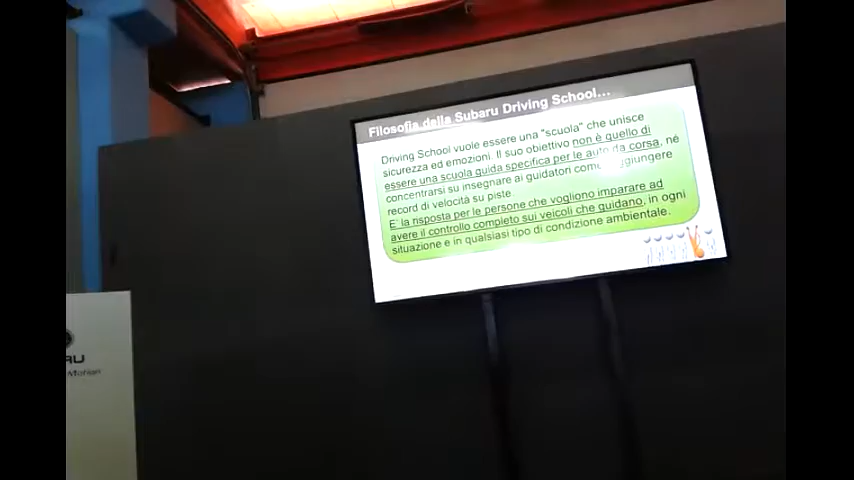 Filosofia della Subaru Driving School...
Driving School vuole essere una "scuola" che unisce
sicurezza ed emozioni. Il suo obiettivo non è quello di
essere una scuola guida specifica per le auto da corsa, né
concentrarsi su insegnare ai guidatori come raggiungere
record di velocità su piste.
E' la risposta per le persone che vogliono imparare ad
avere il controllo completo sui veicoli che guidano, in ogni
situazione e in qualsiasi tipo di condizione ambientale.